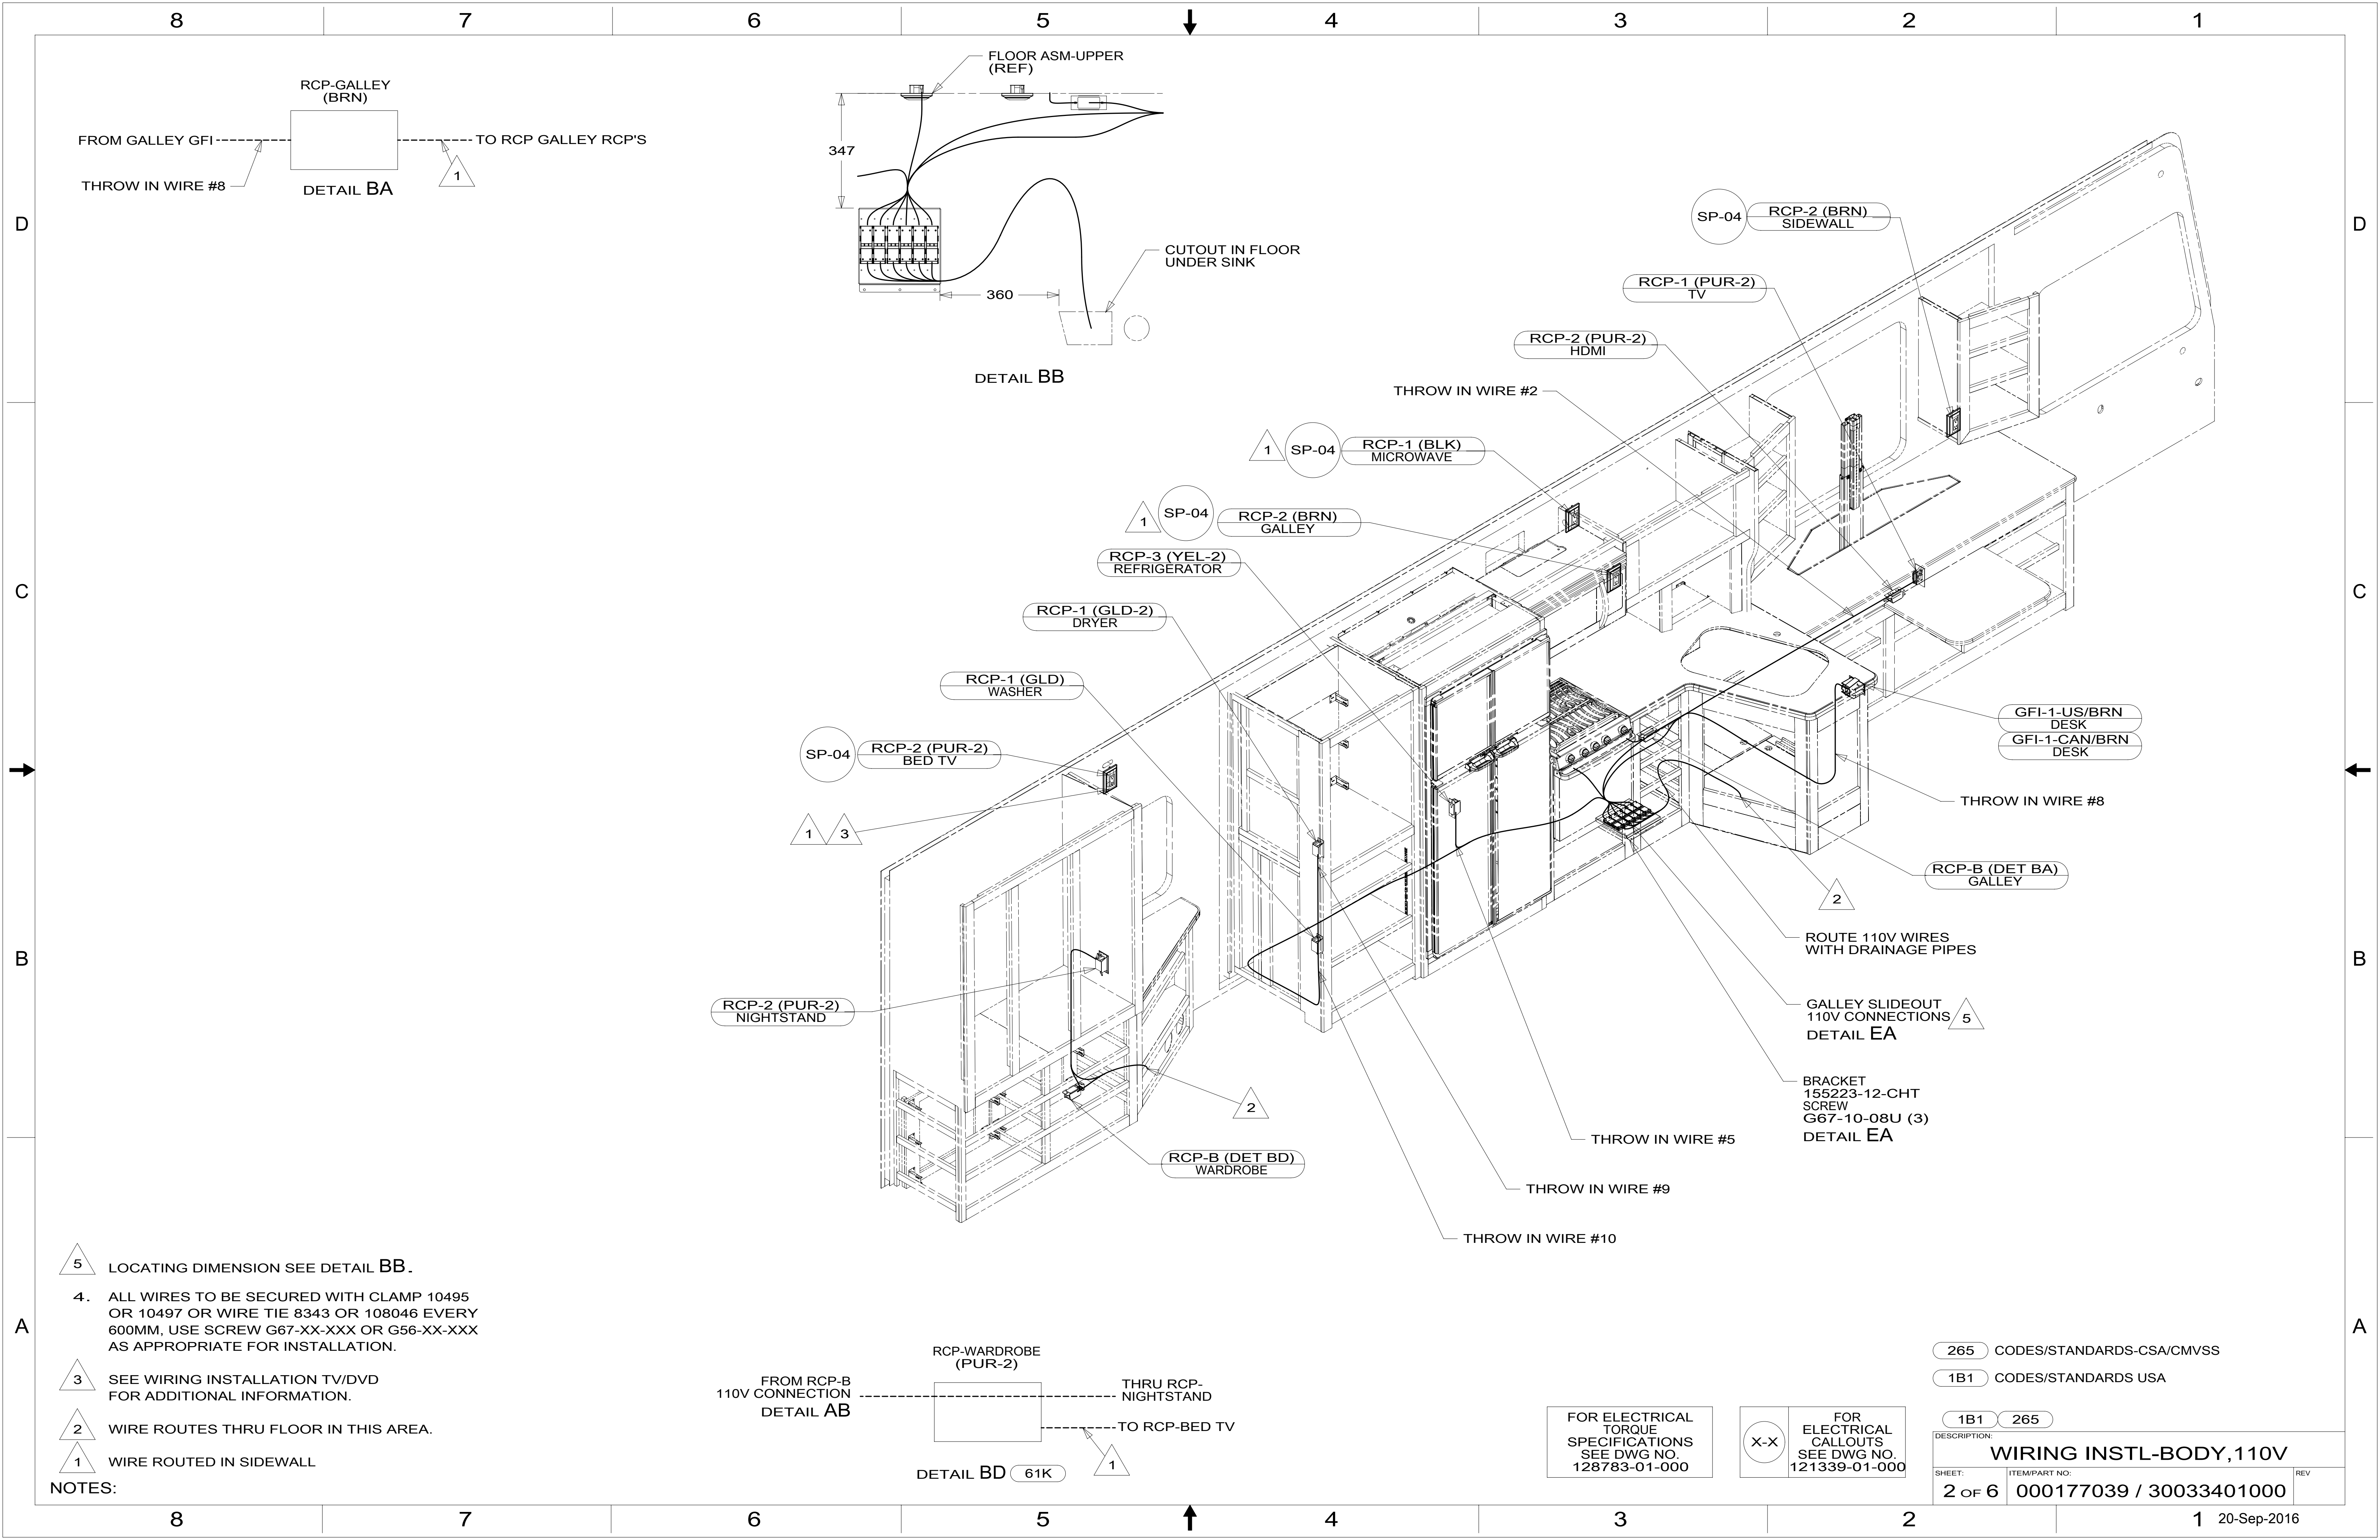 8 7 6 5 4 3 2 1
RCP-GALLEY
(BRN)
FROM GALLEY GFI
TO RCP GALLEY RCP'S
THROW IN WIRE #8
1
DETAIL BA
FLOOR ASM-UPPER
(REF)
347
360
CUTOUT IN FLOOR
UNDER SINK
DETAIL BB
D
D
SP-04
RCP-2 (BRN)
SIDEWALL
RCP-1 (PUR-2)
TV
RCP-2 (PUR-2)
HDMI
THROW IN WIRE #2
1
SP-04
RCP-1 (BLK)
MICROWAVE
1
SP-04
RCP-2 (BRN)
GALLEY
RCP-3 (YEL-2)
REFRIGERATOR
C
C
RCP-1 (GLD-2)
DRYER
RCP-1 (GLD)
WASHER
SP-04
RCP-2 (PUR-2)
BED TV
1
3
GFI-1-US/BRN
DESK
GFI-1-CAN/BRN
DESK
THROW IN WIRE #8
RCP-B (DET BA)
GALLEY
2
ROUTE 110V WIRES
WITH DRAINAGE PIPES
B
B
RCP-2 (PUR-2)
NIGHTSTAND
GALLEY SLIDEOUT
110V CONNECTIONS
5
DETAIL EA
BRACKET
155223-12-CHT
SCREW
G67-10-08U (3)
DETAIL EA
2
THROW IN WIRE #5
RCP-B (DET BD)
WARDROBE
THROW IN WIRE #9
THROW IN WIRE #10
A
A
5 LOCATING DIMENSION SEE DETAIL BB.
4. ALL WIRES TO BE SECURED WITH CLAMP 10495
OR 10497 OR WIRE TIE 8343 OR 108046 EVERY
600MM, USE SCREW G67-XX-XXX OR G56-XX-XXX
AS APPROPRIATE FOR INSTALLATION.
3 SEE WIRING INSTALLATION TV/DVD
FOR ADDITIONAL INFORMATION.
2 WIRE ROUTES THRU FLOOR IN THIS AREA.
1 WIRE ROUTED IN SIDEWALL
NOTES:
RCP-WARDROBE
(PUR-2)
FROM RCP-B
110V CONNECTION
DETAIL AB
THRU RCP-
NIGHTSTAND
TO RCP-BED TV
1
DETAIL BD 61K
FOR ELECTRICAL
TORQUE
SPECIFICATIONS
SEE DWG NO.
128783-01-000
X-X
FOR
ELECTRICAL
CALLOUTS
SEE DWG NO.
121339-01-000
265 CODES/STANDARDS-CSA/CMVSS
1B1 CODES/STANDARDS USA
1B1 265
DESCRIPTION:
WIRING INSTL-BODY,110V
SHEET: ITEM/PART NO: REV
2 OF 6 000177039 / 30033401000
8 7 6 5 4 3 2 1
20-Sep-2016